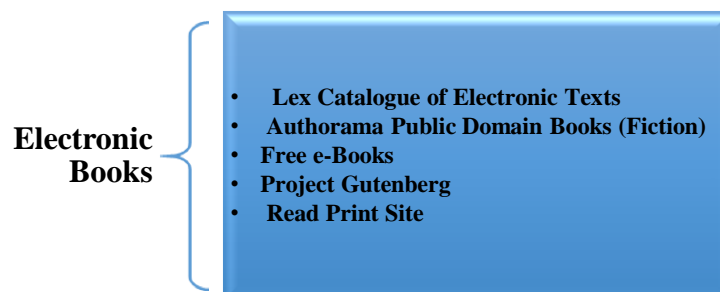 Electronic
Books
• Lex Catalogue of Electronic Texts
• Authorama Public Domain Books (Fiction)
• Free e-Books
• Project Gutenberg
• Read Print Site